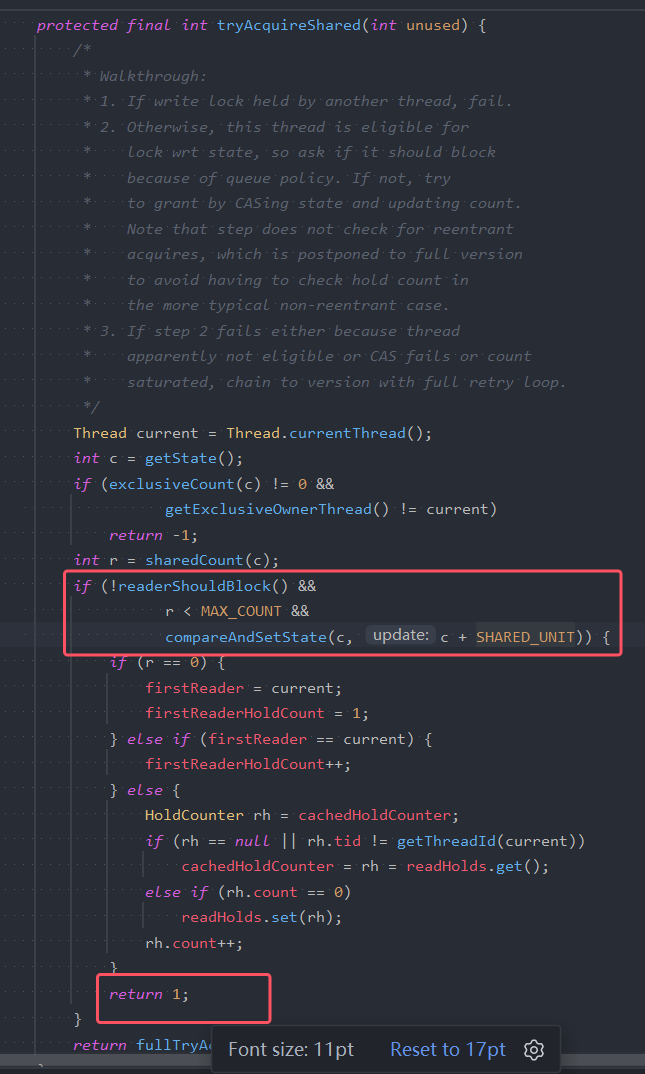 protected final int tryAcquireShared(int unused) {
/*
* Walkthrough:
* 1. If write lock held by another thread, fail.
* 2. Otherwise, this thread is eligible for
*    lock wrt state, so ask if it should block
*    because of queue policy. If not, try
*    to grant by CASing state and updating count.
*    Note that step does not check for reentrant
*    acquires, which is postponed to full version
*    to avoid having to check hold count in
*    the more typical non-reentrant case.
* 3. If step 2 fails either because thread
*    apparently not eligible or CAS fails or count
*    saturated, chain to version with full retry loop.
*/
Thread current = Thread.currentThread();
int c = getState();
if (exclusiveCount(c) != 0 &&
getExclusiveOwnerThread() != current)
return -1;
int r = sharedCount(c);
if (!readerShouldBlock() &&
r < MAX_COUNT &&
compareAndSetState(c, update: c + SHARED_UNIT)) {
if (r == 0) {
firstReader = current;
firstReaderHoldCount = 1;
} else if (firstReader == current) {
firstReaderHoldCount++;
} else {
HoldCounter rh = cachedHoldCounter;
if (rh == null || rh.tid != getThreadId(current))
cachedHoldCounter = rh = readHolds.get();
else if (rh.count == 0)
readHolds.set(rh);
rh.count++;
}
return 1;
}
return fullTryA
Font size: 11pt Reset to 17pt